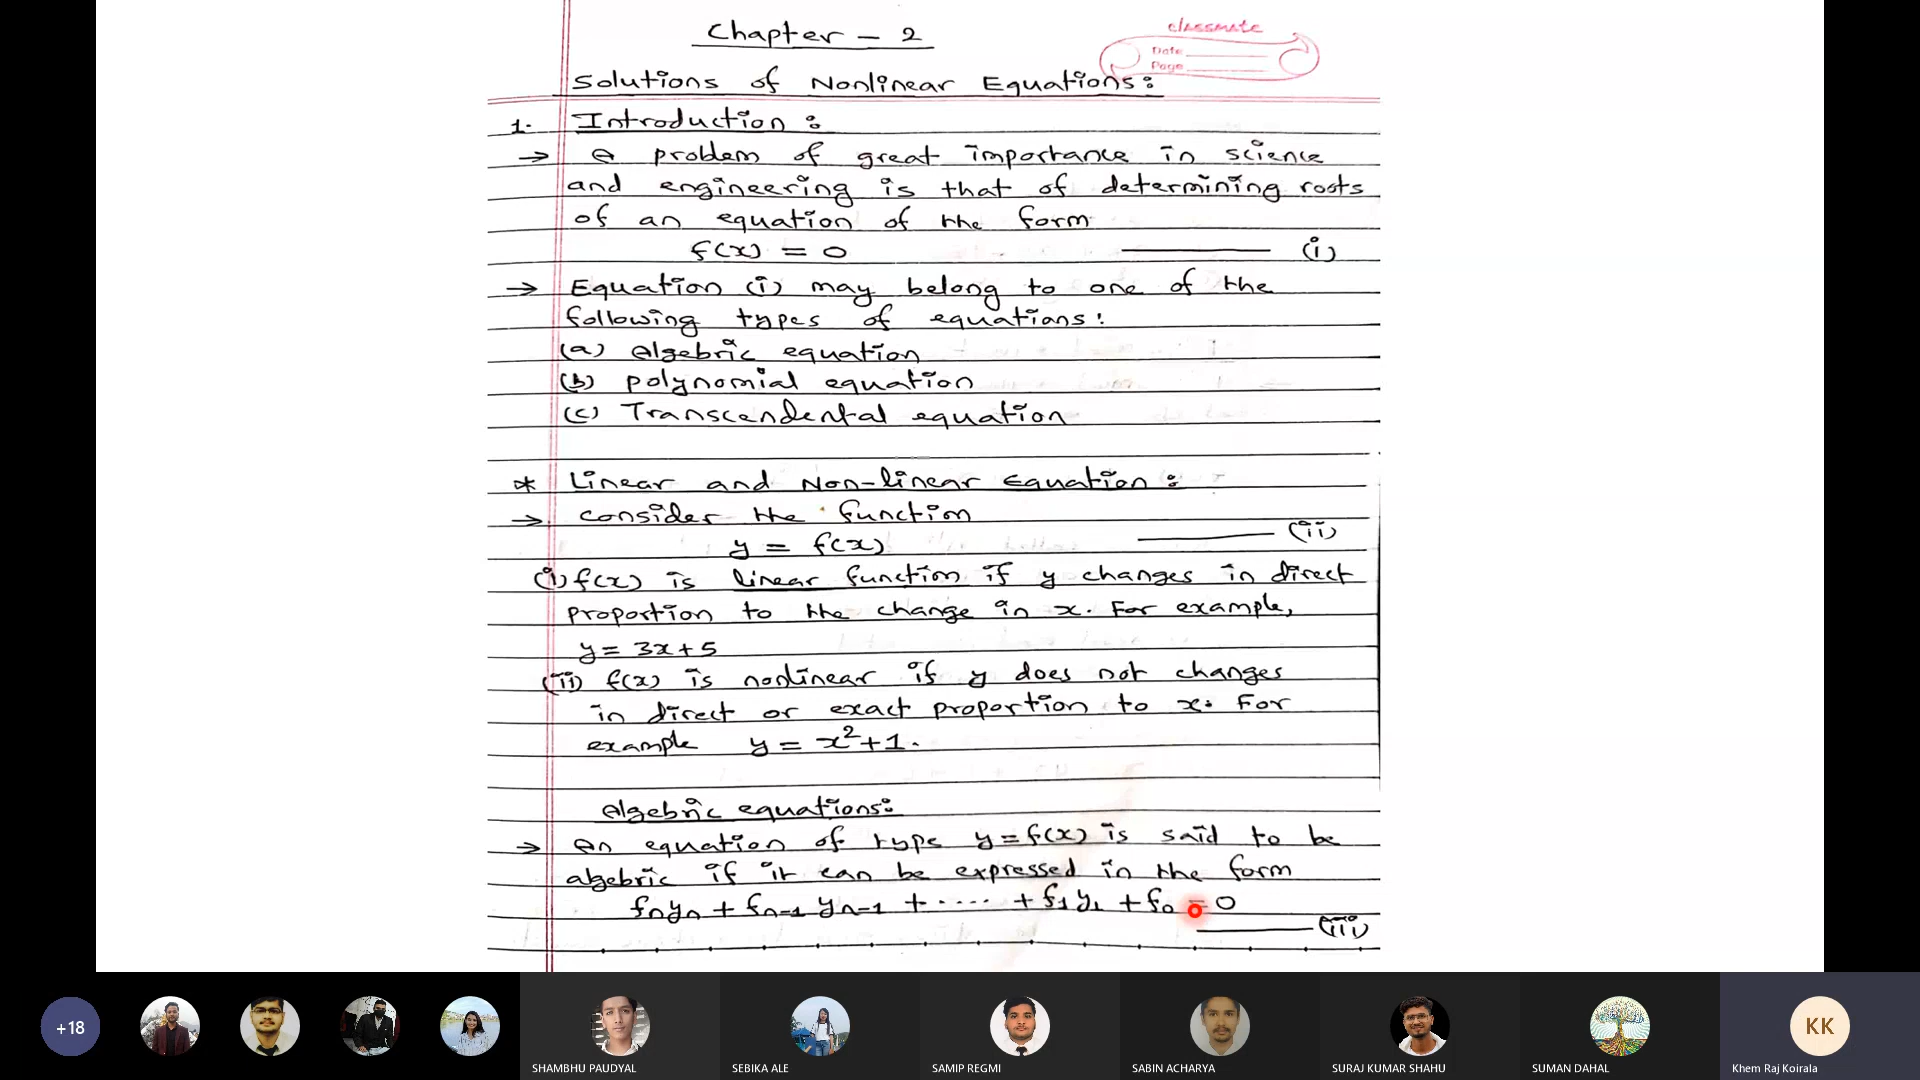 Chapter - 2
classmate
Date
Page
Solutions of Nonlinear Equations:
1. Introduction :
→ A problem of great importance in science
and engineering is that of determining roots
of an equation of the form
f(x) = 0 ——— (i)
→ Equation (i) may belong to one of the
following types of equations:
(a) Algebric equation
(b) polynomial equation
(c) Transcendental equation
* Linear and Non-linear Equation :
→ consider the function
y = f(x) ——— (ii)
(i) f(x) is linear function if y changes in direct
proportion to the change in x. For example,
y = 3x+5
(ii) f(x) is nonlinear if y does not changes
in direct or exact proportion to x. For
example y = x²+1.
Algebric equations:
→ An equation of type y = f(x) is said to be
algebric if it can be expressed in the form
fnyn + fn-1 yn-1 + ..... + f1y1 + f0 = 0
——— (iii)
+18
SHAMBHU PAUDYAL
SEBIKA ALE
SAMIP REGMI
SABIN ACHARYA
SURAJ KUMAR SHAHU
SUMAN DAHAL
KK
Khem Raj Koirala